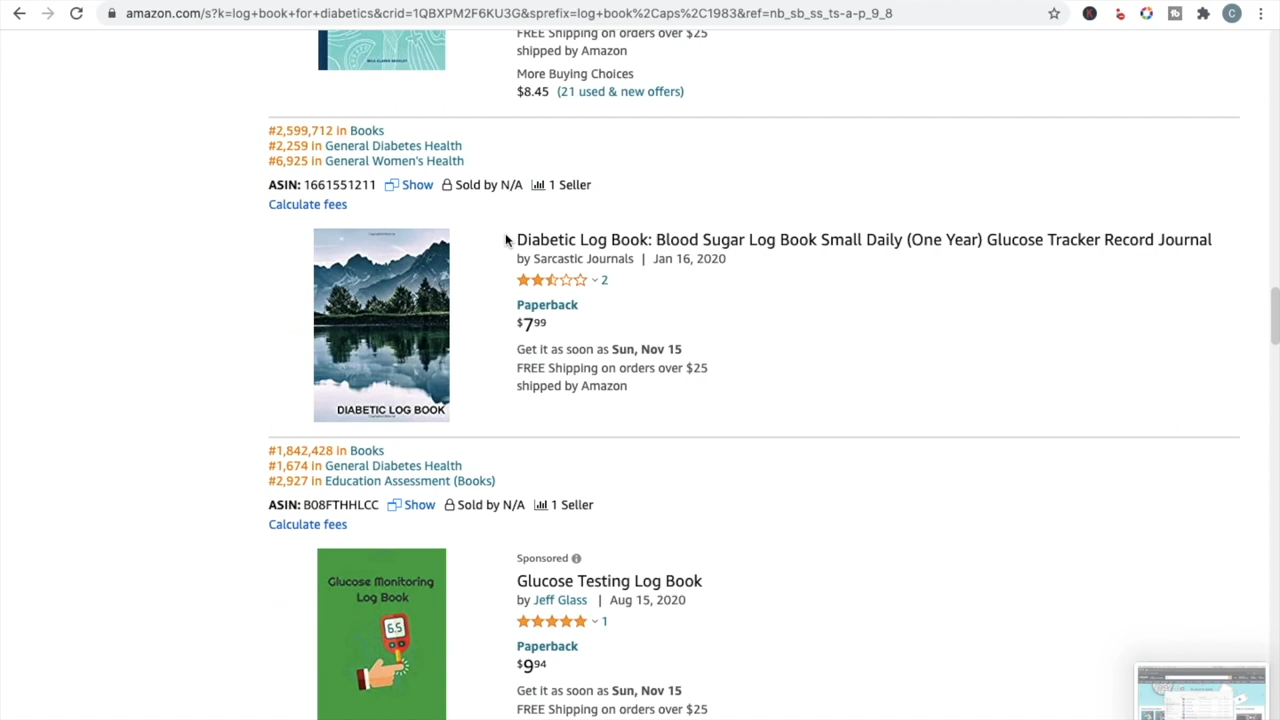 amazon.com/s?k=log+book+for+diabetics&crid=1QBXPM2F6KU3G&sprefix=log+book%2Caps%2C1983&ref=nb_sb_ss_ts-a-p_9_8
FREE Shipping on orders over $25
shipped by Amazon
More Buying Choices
$8.45 (21 used & new offers)
#2,599,712 in Books
#2,259 in General Diabetes Health
#6,925 in General Women's Health
ASIN: 1661551211 Show Sold by N/A 1 Seller
Calculate fees
Diabetic Log Book: Blood Sugar Log Book Small Daily (One Year) Glucose Tracker Record Journal
by Sarcastic Journals | Jan 16, 2020
2
Paperback
$7.99
Get it as soon as Sun, Nov 15
FREE Shipping on orders over $25
shipped by Amazon
DIABETIC LOG BOOK
#1,842,428 in Books
#1,674 in General Diabetes Health
#2,927 in Education Assessment (Books)
ASIN: B08FTHHLCC Show Sold by N/A 1 Seller
Calculate fees
Glucose Monitoring
Log Book
6.5
Sponsored
Glucose Testing Log Book
by Jeff Glass | Aug 15, 2020
1
Paperback
$9.94
Get it as soon as Sun, Nov 15
FREE Shipping on orders over $25